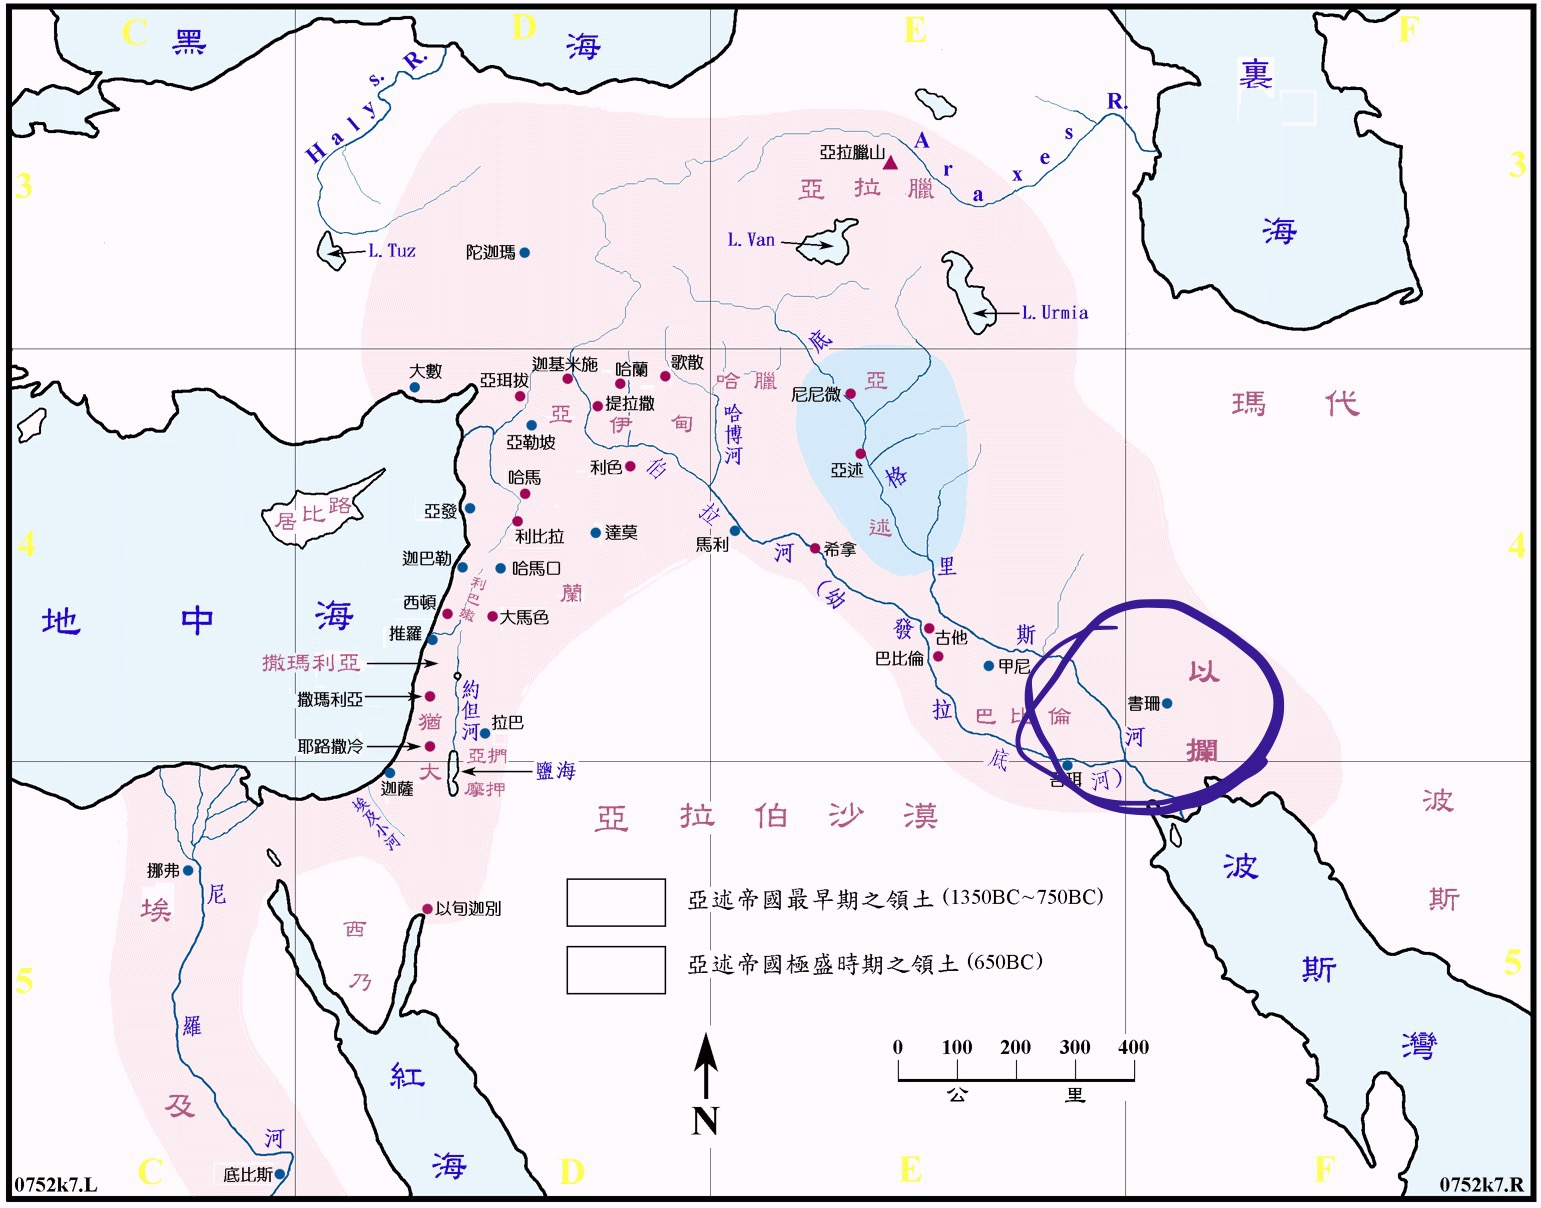 C
D
E
F
黑
海
裏
海
Halys. R.
Araxes R.
亞拉臘山
亞拉臘
3
3
L.Tuz
陀迦瑪
L.Van
L.Urmia
底
大數
亞珥拔
迦基米施
哈蘭
歌散
哈臘
尼尼微
亞
瑪代
提拉撒
亞
伊
甸
哈博河
亞勒坡
利色
伯
亞述
格
哈馬
居比路
亞發
利比拉
達莫
拉
馬利
述
4
4
河
希拿
迦巴勒
哈馬口
里
利巴嫩
蘭
(幼
地中海
西頓
大馬色
推羅
發
古他
斯
撒瑪利亞
巴比倫
甲尼
以
撒瑪利亞
約但河
書珊
猶
拉巴
拉
巴比倫
耶路撒冷
亞捫
河
攔
大
鹽海
底
迦薩
摩押
吾珥
河)
埃及小河
亞拉伯沙漠
波
挪弗
尼
波
埃
以旬迦別
亞述帝國最早期之領土 (1350BC~750BC)
斯
西
亞述帝國極盛時期之領土 (650BC)
斯
乃
5
5
羅
灣
0 100 200 300 400
公里
紅
N
及
河
海
底比斯
C
D
E
F
0752k7.L
0752k7.R